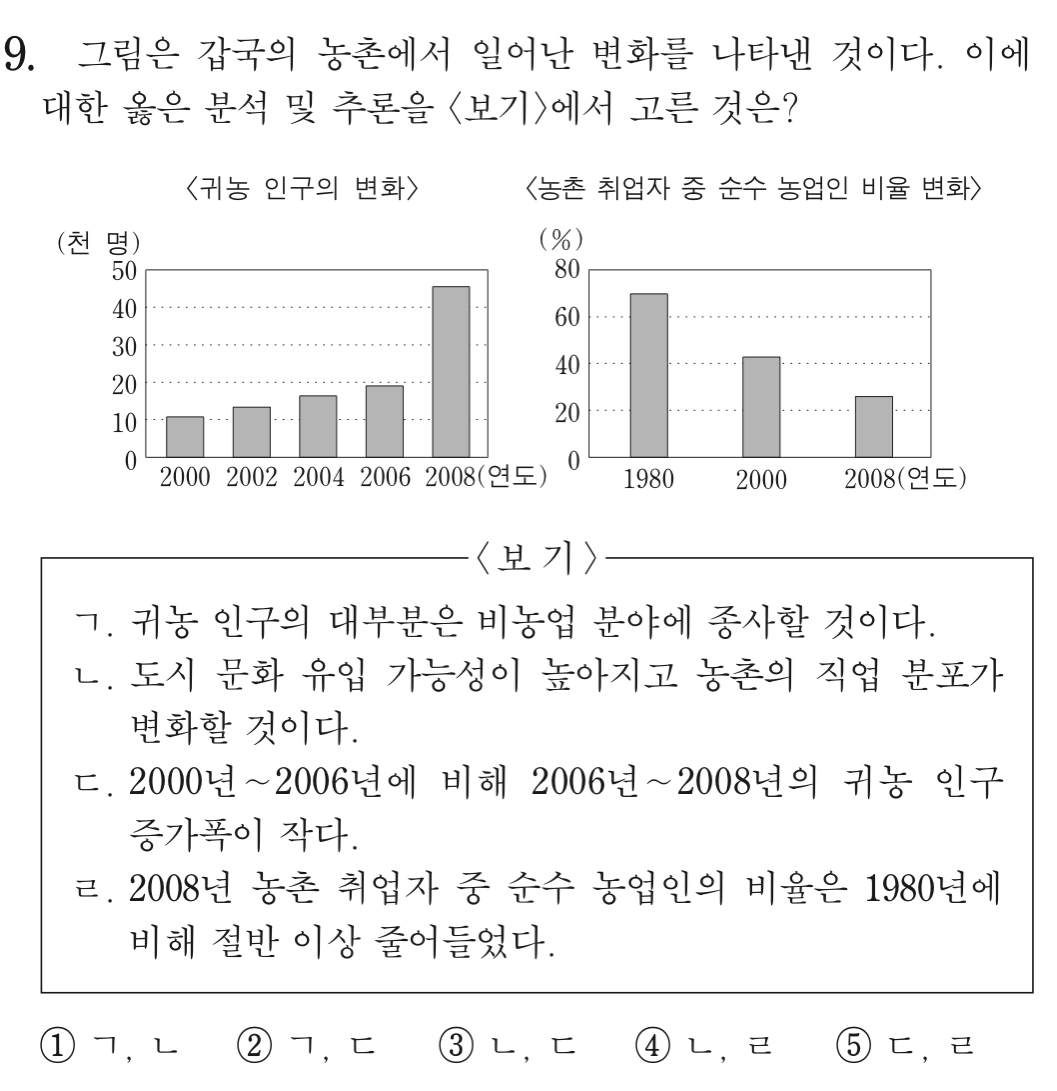 9. 그림은 갑국의 농촌에서 일어난 변화를 나타낸 것이다. 이에
대한 옳은 분석 및 추론을 〈보기〉에서 고른 것은?
〈귀농 인구의 변화〉
(천 명)
50
40
30
20
10
0
2000 2002 2004 2006 2008(연도)
〈농촌 취업자 중 순수 농업인 비율 변화〉
(%)
80
60
40
20
0
1980 2000 2008(연도)
〈보 기〉
ㄱ. 귀농 인구의 대부분은 비농업 분야에 종사할 것이다.
ㄴ. 도시 문화 유입 가능성이 높아지고 농촌의 직업 분포가
변화할 것이다.
ㄷ. 2000년~2006년에 비해 2006년~2008년의 귀농 인구
증가폭이 작다.
ㄹ. 2008년 농촌 취업자 중 순수 농업인의 비율은 1980년에
비해 절반 이상 줄어들었다.
① ㄱ, ㄴ ② ㄱ, ㄷ ③ ㄴ, ㄷ ④ ㄴ, ㄹ ⑤ ㄷ, ㄹ